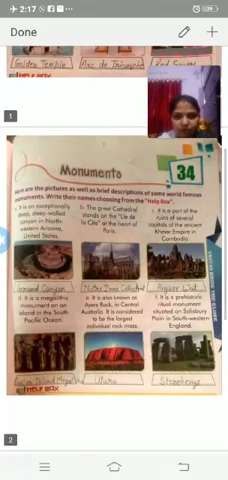 2:17
Done
Golden Temple
Arc de Triomphe
Red Square
HELP BOX
1
Monuments
34
Here are the pictures as well as brief descriptions of some world famous
monuments. Write their names choosing from the "Help Box".
a. It is an exceptionally
deep, steep-walled
canyon in North-
western Arizona,
United States.
b. The great Cathedral
stands on the "Ile de
la Cite" at the heart of
Paris.
c. It is a part of the
ruins of several
capitals of the ancient
Khmer Empire in
Cambodia.
Grand Canyon
Notre Dame Cathedral
Angkor Wat
d. It is a megalithic
monument on an
island in the South
Pacific Ocean.
e. It is also known as
Ayers Rock, in Central
Australia. It is considered
to be the largest
individual rock mass.
f. It is a prehistoric
ritual monument
situated on Salisbury
Plain in South-western
England.
Easter Island
Uluru
Stonehenge
HELP BOX
2